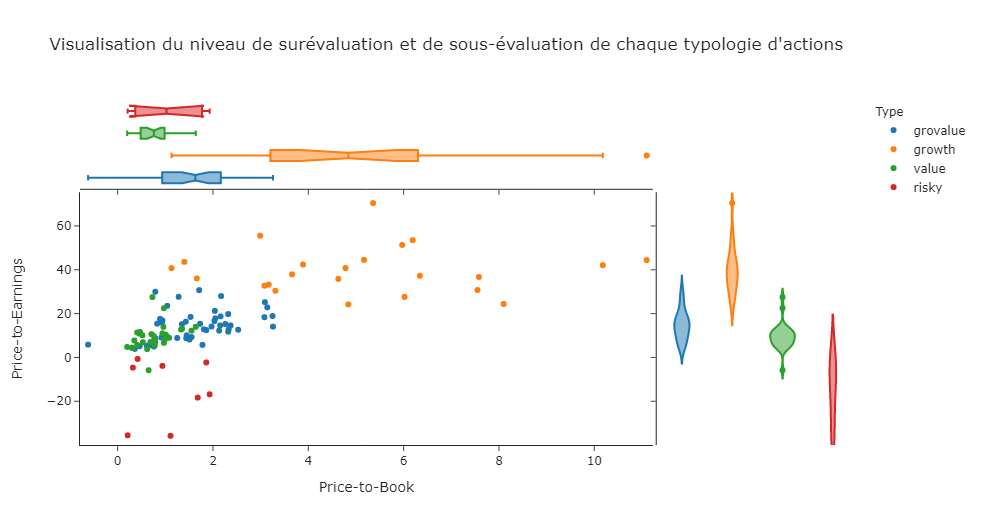 Visualisation du niveau de surévaluation et de sous-évaluation de chaque typologie d'actions
Type
grovalue
growth
value
risky
60
40
20
0
−20
Price-to-Earnings
0 2 4 6 8 10
Price-to-Book